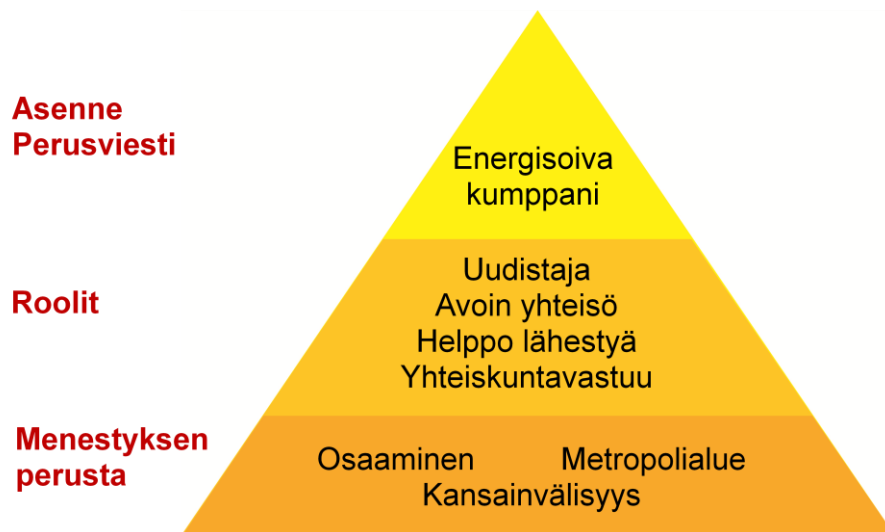 Asenne
Perusviesti
Energisoiva
kumppani
Roolit
Uudistaja
Avoin yhteisö
Helppo lähestyä
Yhteiskuntavastuu
Menestyksen
perusta
Osaaminen Metropolialue
Kansainvälisyys